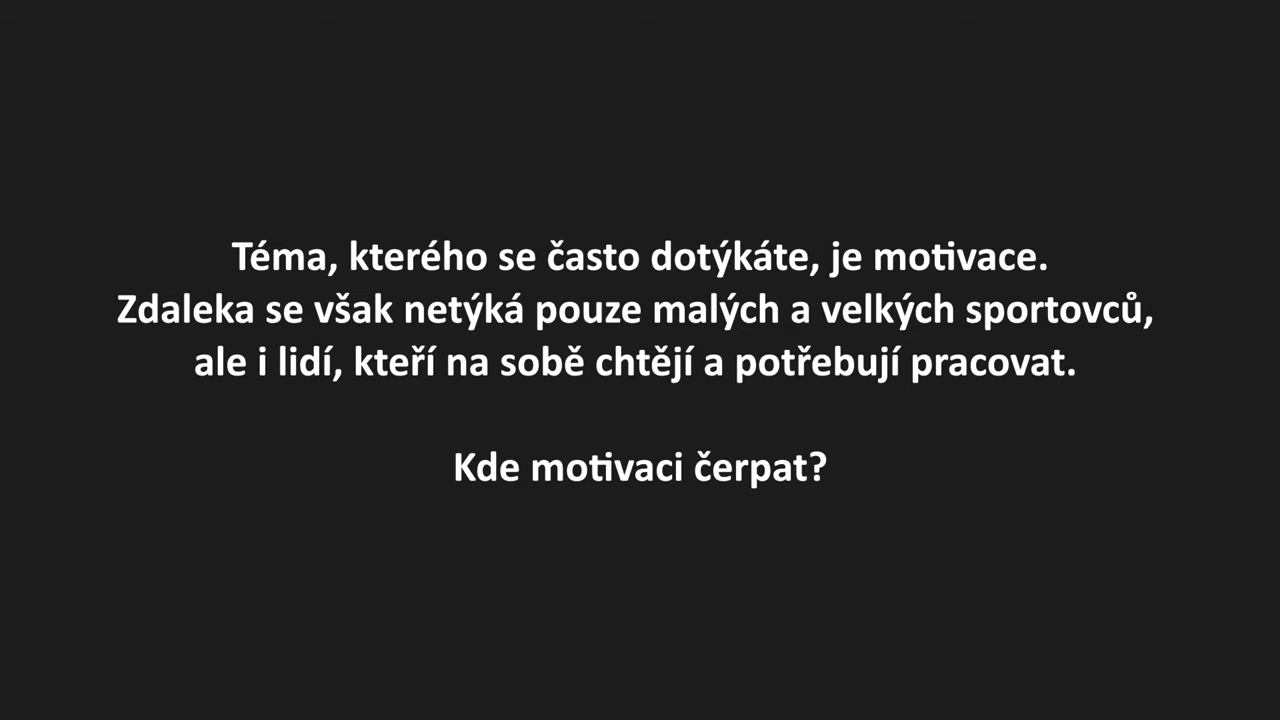 Téma, kterého se často dotýkáte, je motivace.
Zdaleka se však netýká pouze malých a velkých sportovců,
ale i lidí, kteří na sobě chtějí a potřebují pracovat.
Kde motivaci čerpat?